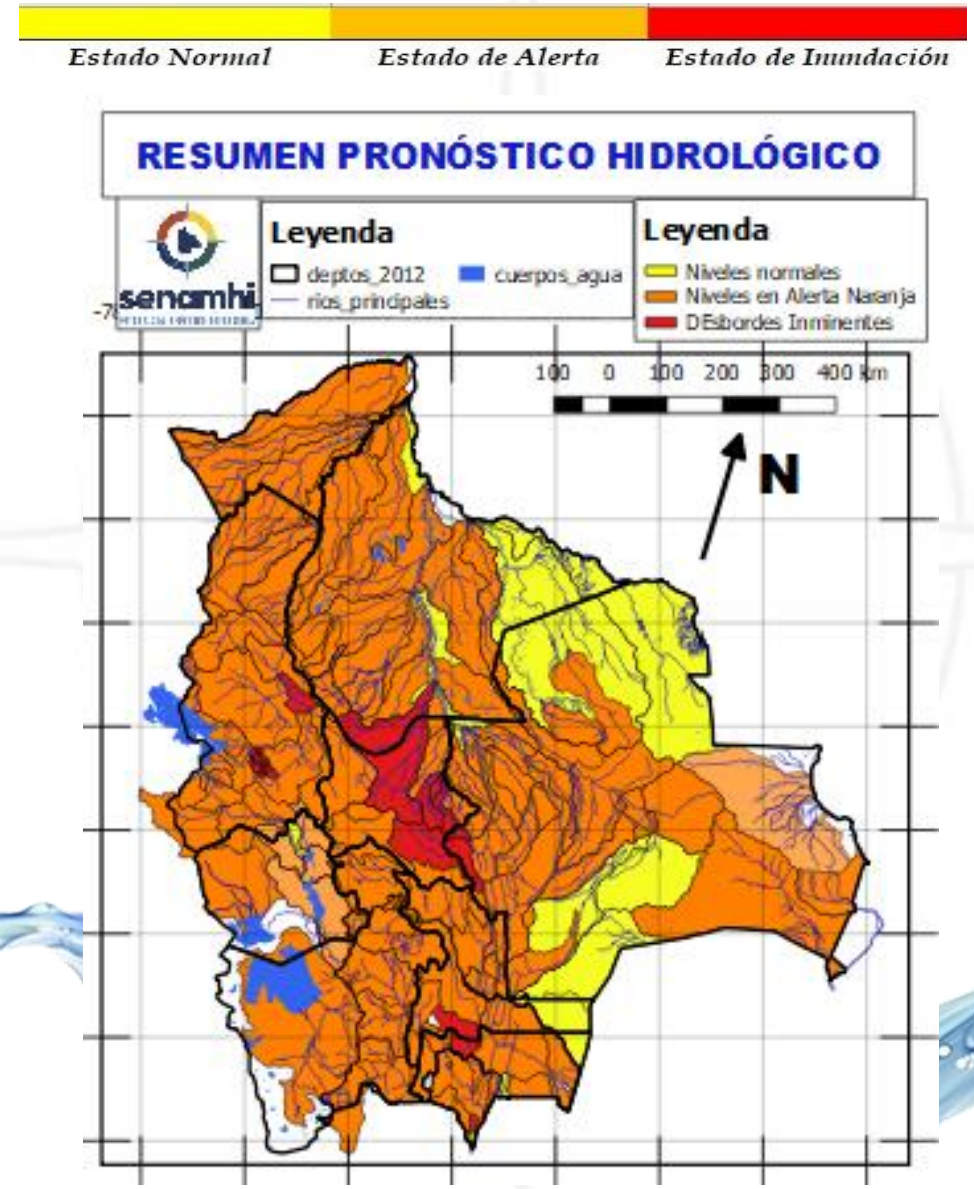 Estado Normal Estado de Alerta Estado de Inundación
RESUMEN PRONÓSTICO HIDROLÓGICO
senamhi
Leyenda
deptos_2012 cuerpos_agua
rios_principales
Leyenda
Niveles normales
Niveles en Alerta Naranja
DEsbordes Inminentes
100 0 100 200 300 400 km
N